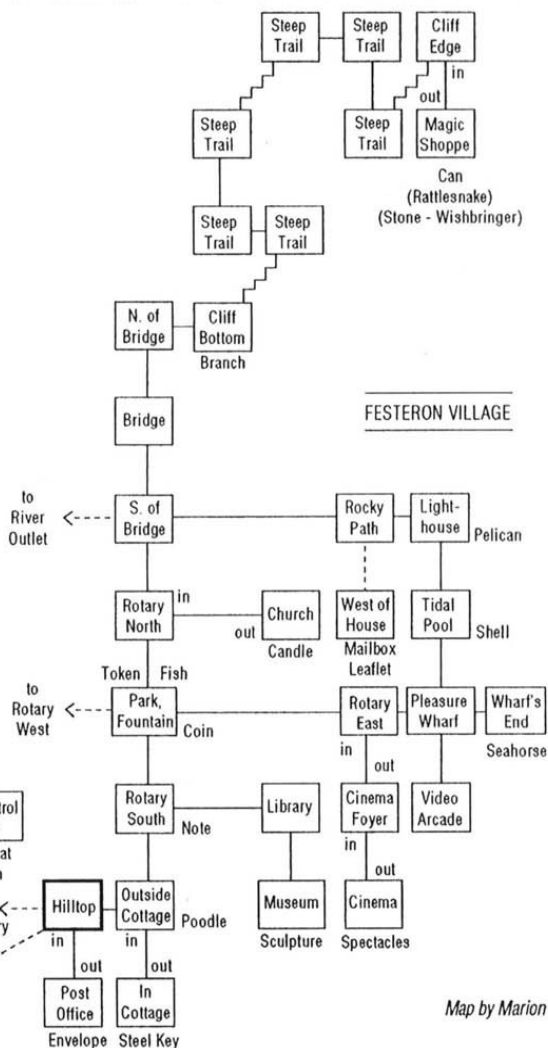 Steep
Trail
Steep
Trail
Cliff
Edge
in
out
Steep
Trail
Steep
Trail
Magic
Shoppe
Can
(Rattlesnake)
(Stone - Wishbringer)
Steep
Trail
Steep
Trail
N. of
Bridge
Cliff
Bottom
Branch
Bridge
FESTERON VILLAGE
to
River
Outlet
S. of
Bridge
Rocky
Path
Light-
house
Pelican
Rotary
North
in
out
Church
Candle
West of
House
Mailbox
Leaflet
Tidal
Pool
Shell
Token Fish
to
Rotary
West
Park,
Fountain
Coin
Rotary
East
Pleasure
Wharf
Wharf's
End
Seahorse
in
out
Rotary
South
Note
Library
Cinema
Foyer
Video
Arcade
in
out
Hilltop
Outside
Cottage
Poodle
Museum
Sculpture
Cinema
Spectacles
in
out
in
out
Post
Office
Envelope
In
Cottage
Steel Key
Map by Marion